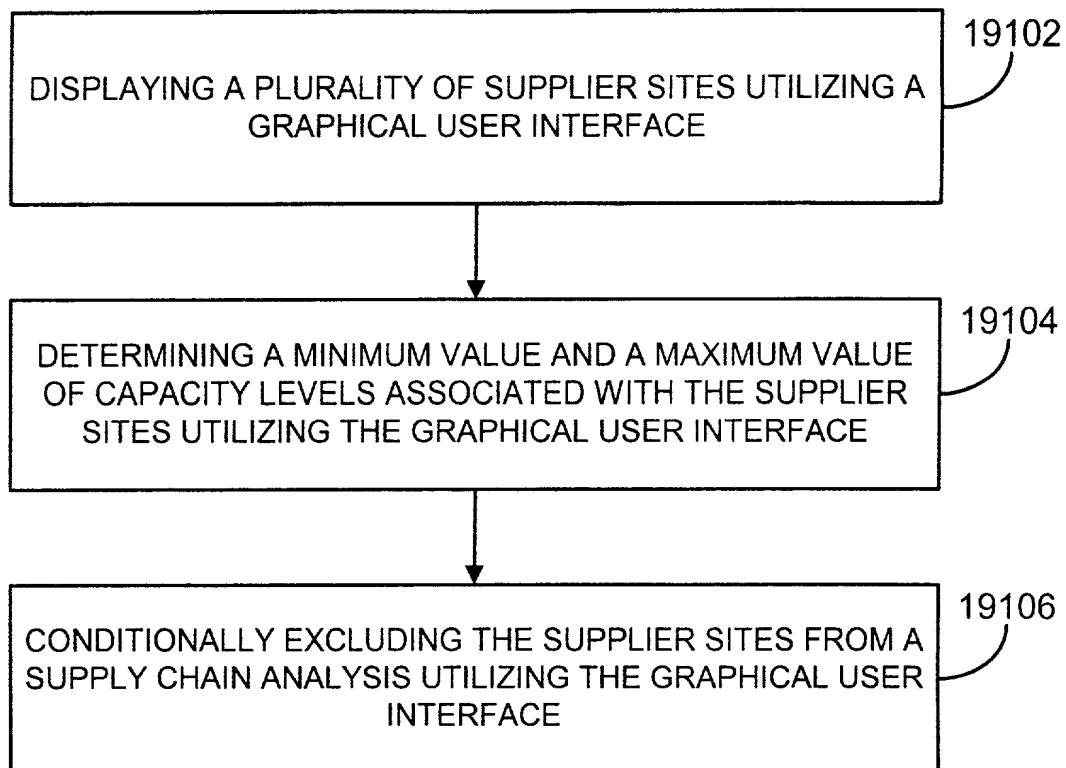 19102
DISPLAYING A PLURALITY OF SUPPLIER SITES UTILIZING A
GRAPHICAL USER INTERFACE
19104
DETERMINING A MINIMUM VALUE AND A MAXIMUM VALUE
OF CAPACITY LEVELS ASSOCIATED WITH THE SUPPLIER
SITES UTILIZING THE GRAPHICAL USER INTERFACE
19106
CONDITIONALLY EXCLUDING THE SUPPLIER SITES FROM A
SUPPLY CHAIN ANALYSIS UTILIZING THE GRAPHICAL USER
INTERFACE